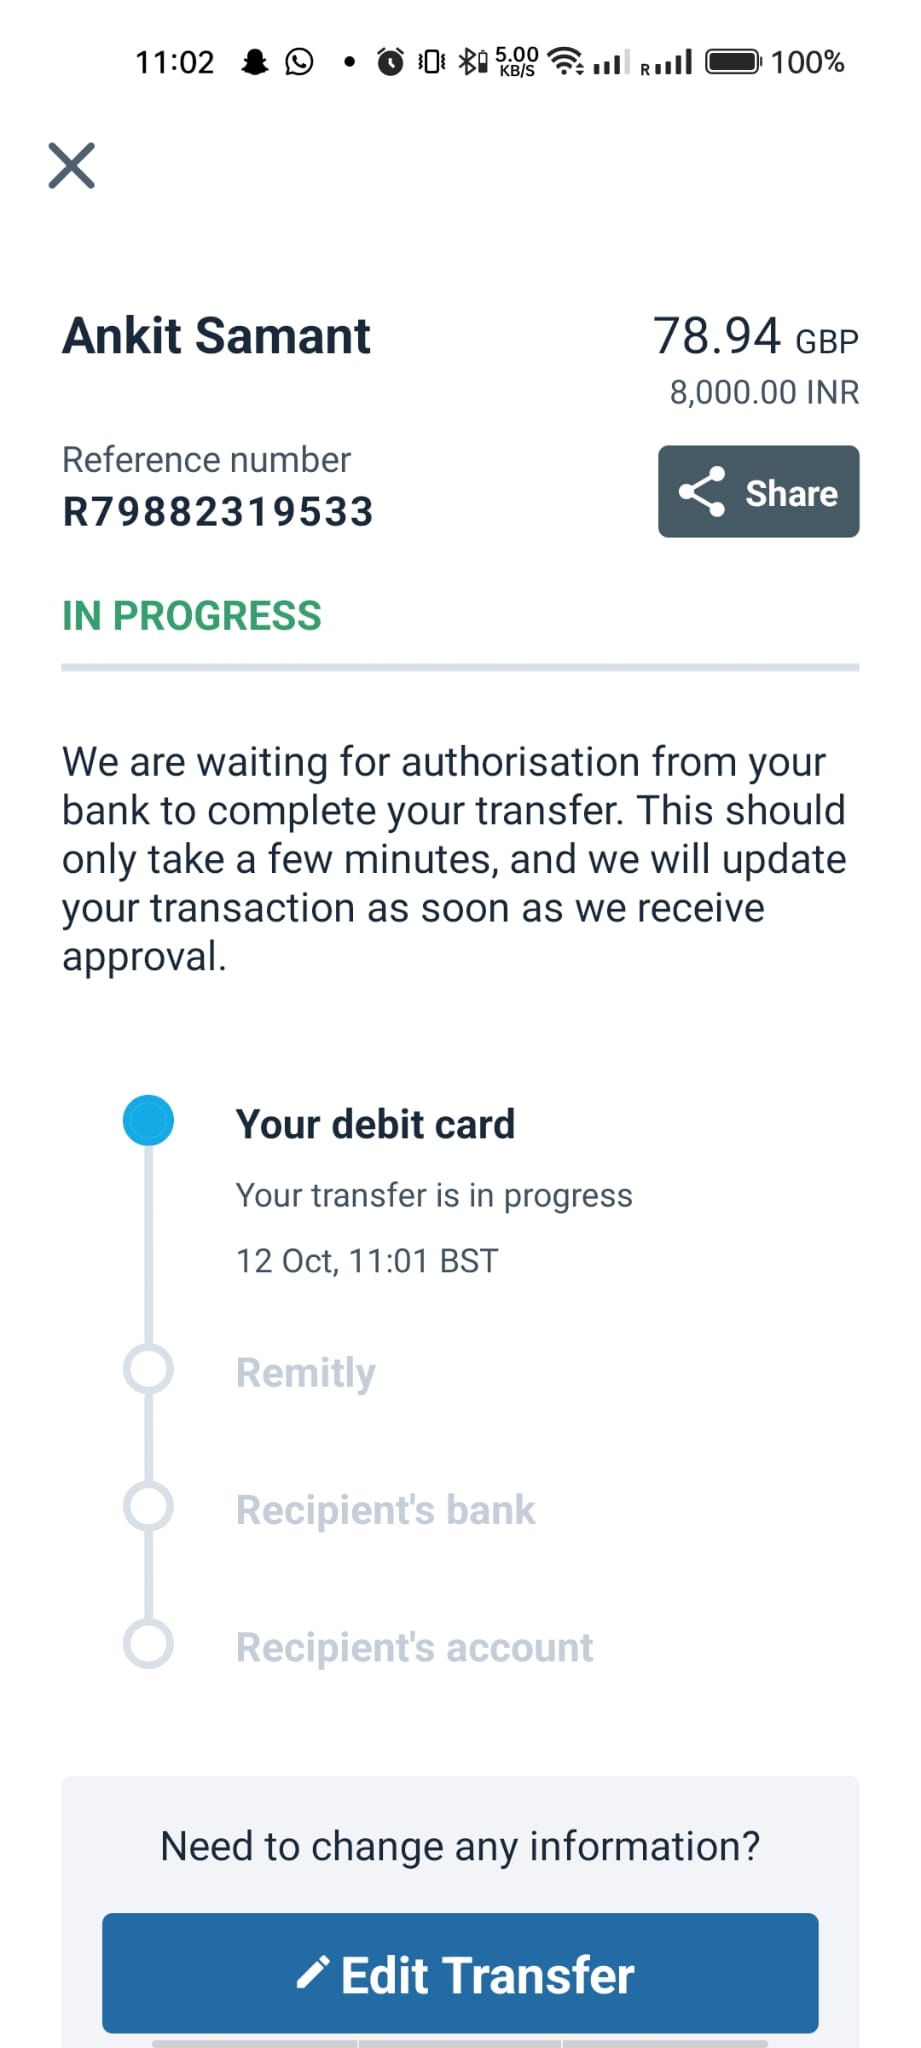 11:02 5.00 KB/S R 100%
Ankit Samant
78.94 GBP
8,000.00 INR
Reference number
R79882319533
Share
IN PROGRESS
We are waiting for authorisation from your
bank to complete your transfer. This should
only take a few minutes, and we will update
your transaction as soon as we receive
approval.
Your debit card
Your transfer is in progress
12 Oct, 11:01 BST
Remitly
Recipient's bank
Recipient's account
Need to change any information?
Edit Transfer